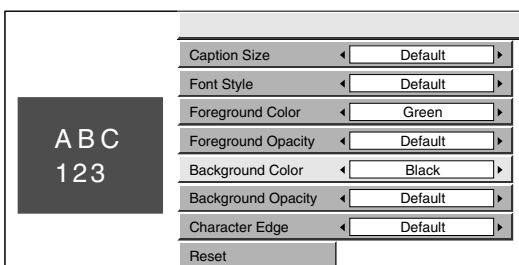 ABC
123
Caption Size Default
Font Style Default
Foreground Color Green
Foreground Opacity Default
Background Color Black
Background Opacity Default
Character Edge Default
Reset